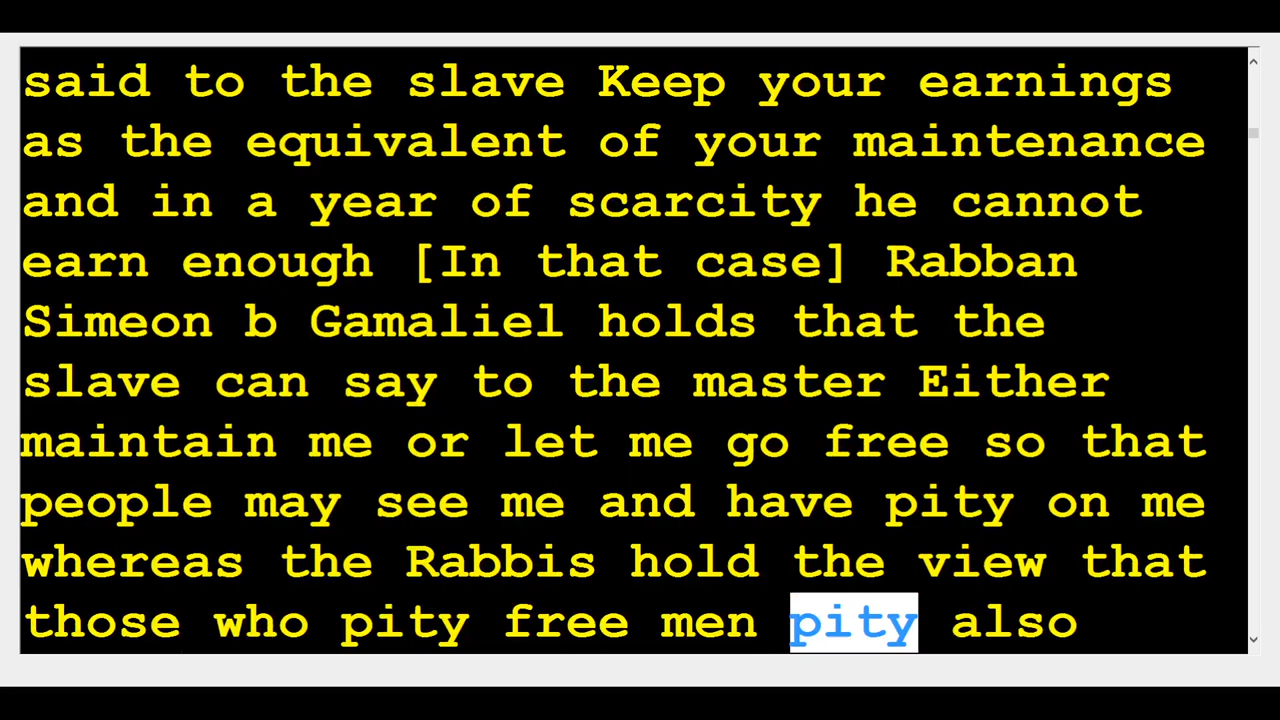 said to the slave Keep your earnings
as the equivalent of your maintenance
and in a year of scarcity he cannot
earn enough [In that case] Rabban
Simeon b Gamaliel holds that the
slave can say to the master Either
maintain me or let me go free so that
people may see me and have pity on me
whereas the Rabbis hold the view that
those who pity free men pity also